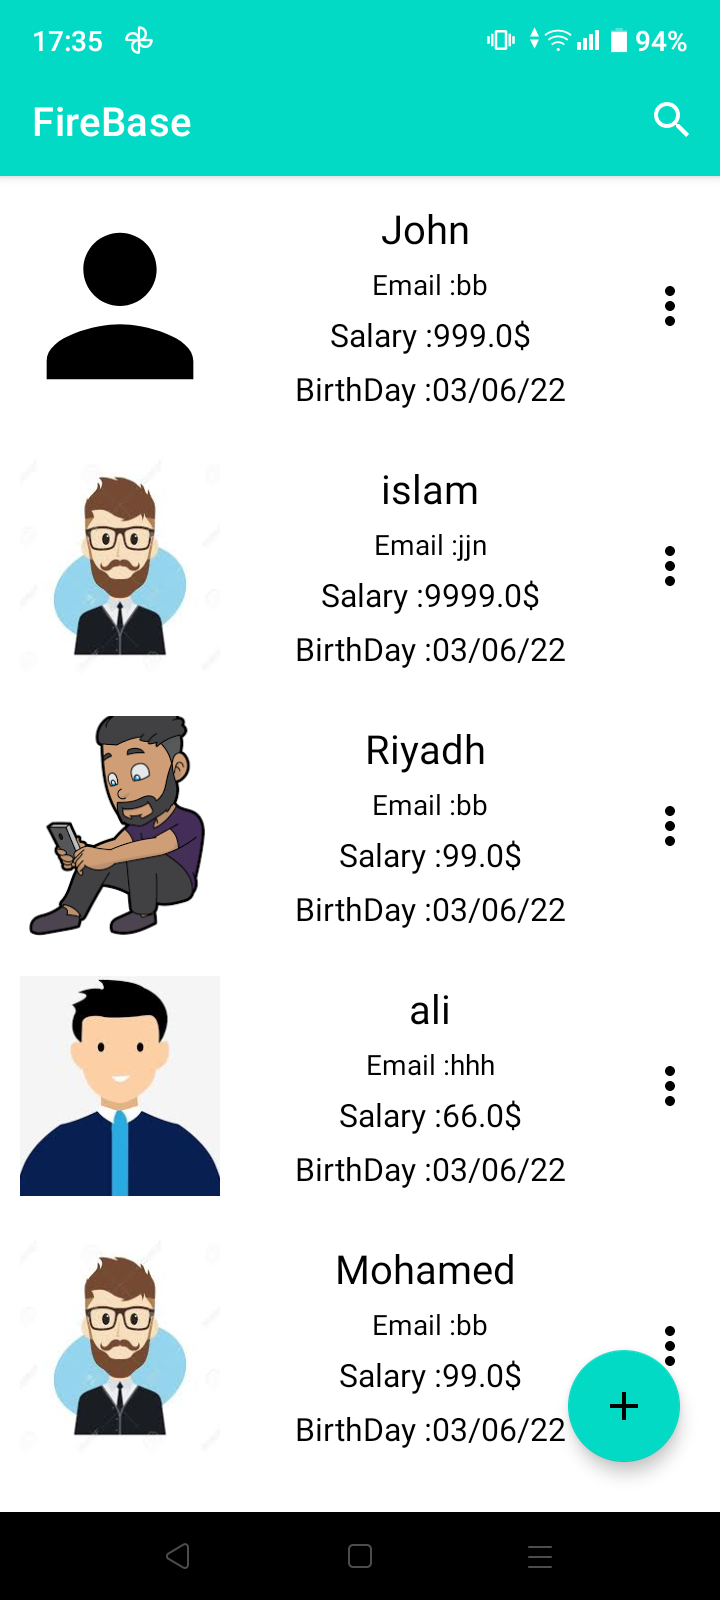 17:35
94%
FireBase
John
Email :bb
Salary :999.0$
BirthDay :03/06/22
islam
Email :jjn
Salary :9999.0$
BirthDay :03/06/22
Riyadh
Email :bb
Salary :99.0$
BirthDay :03/06/22
ali
Email :hhh
Salary :66.0$
BirthDay :03/06/22
Mohamed
Email :bb
Salary :99.0$
BirthDay :03/06/22